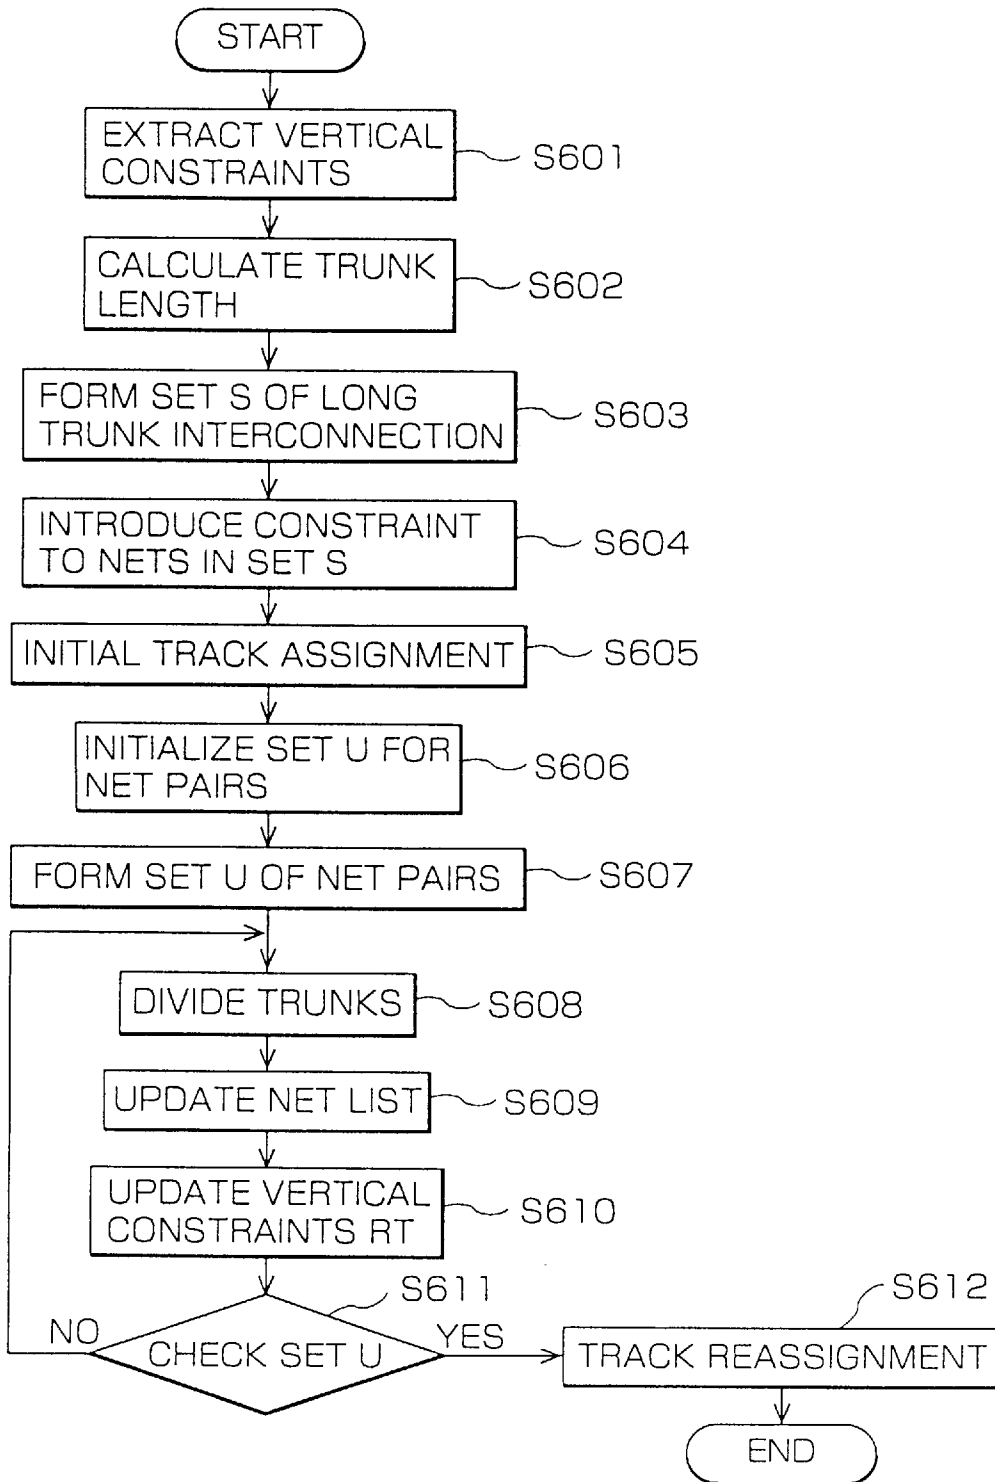 START
EXTRACT VERTICAL
CONSTRAINTS
S601
CALCULATE TRUNK
LENGTH
S602
FORM SET S OF LONG
TRUNK INTERCONNECTION
S603
INTRODUCE CONSTRAINT
TO NETS IN SET S
S604
INITIAL TRACK ASSIGNMENT
S605
INITIALIZE SET U FOR
NET PAIRS
S606
FORM SET U OF NET PAIRS
S607
DIVIDE TRUNKS
S608
UPDATE NET LIST
S609
UPDATE VERTICAL
CONSTRAINTS RT
S610
S611
CHECK SET U
NO
YES
S612
TRACK REASSIGNMENT
END